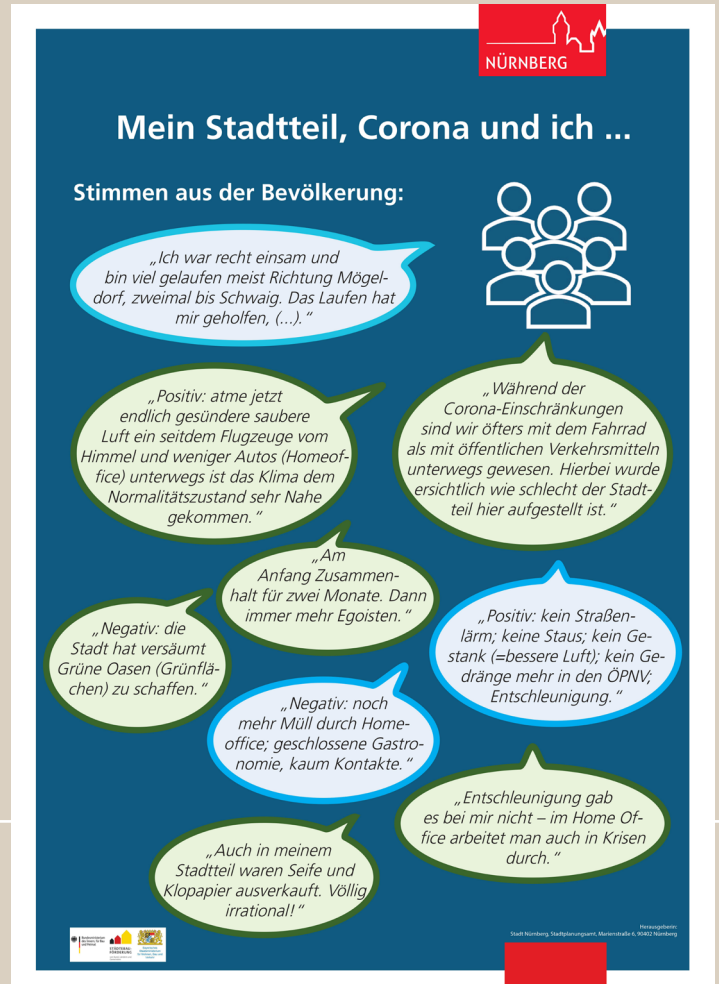 NÜRNBERG
Mein Stadtteil, Corona und ich ...
Stimmen aus der Bevölkerung:
„Ich war recht einsam und
bin viel gelaufen meist Richtung Mögel-
dorf, zweimal bis Schwaig. Das Laufen hat
mir geholfen, (...).“
„Positiv: atme jetzt
endlich gesündere saubere
Luft ein seitdem Flugzeuge vom
Himmel und weniger Autos (Homeof-
fice) unterwegs ist das Klima dem
Normalitätszustand sehr Nahe
gekommen.“
„Während der
Corona-Einschränkungen
sind wir öfters mit dem Fahrrad
als mit öffentlichen Verkehrsmitteln
unterwegs gewesen. Hierbei wurde
ersichtlich wie schlecht der Stadt-
teil hier aufgestellt ist.“
„Am
Anfang Zusammen-
halt für zwei Monate. Dann
immer mehr Egoisten.“
„Negativ: die
Stadt hat versäumt
Grüne Oasen (Grünflä-
chen) zu schaffen.“
„Positiv: kein Straßen-
lärm; keine Staus; kein Ge-
stank (=bessere Luft); kein Ge-
dränge mehr in den ÖPNV;
Entschleunigung.“
„Negativ: noch
mehr Müll durch Home-
office; geschlossene Gastro-
nomie, kaum Kontakte.“
„Entschleunigung gab
es bei mir nicht – im Home Of-
fice arbeitet man auch in Krisen
durch.“
„Auch in meinem
Stadtteil waren Seife und
Klopapier ausverkauft. Völlig
irrational!“
Herausgeberin:
Stadt Nürnberg, Stadtplanungsamt, Marienstraße 6, 90402 Nürnberg
STÄDTEBAU-
FÖRDERUNG